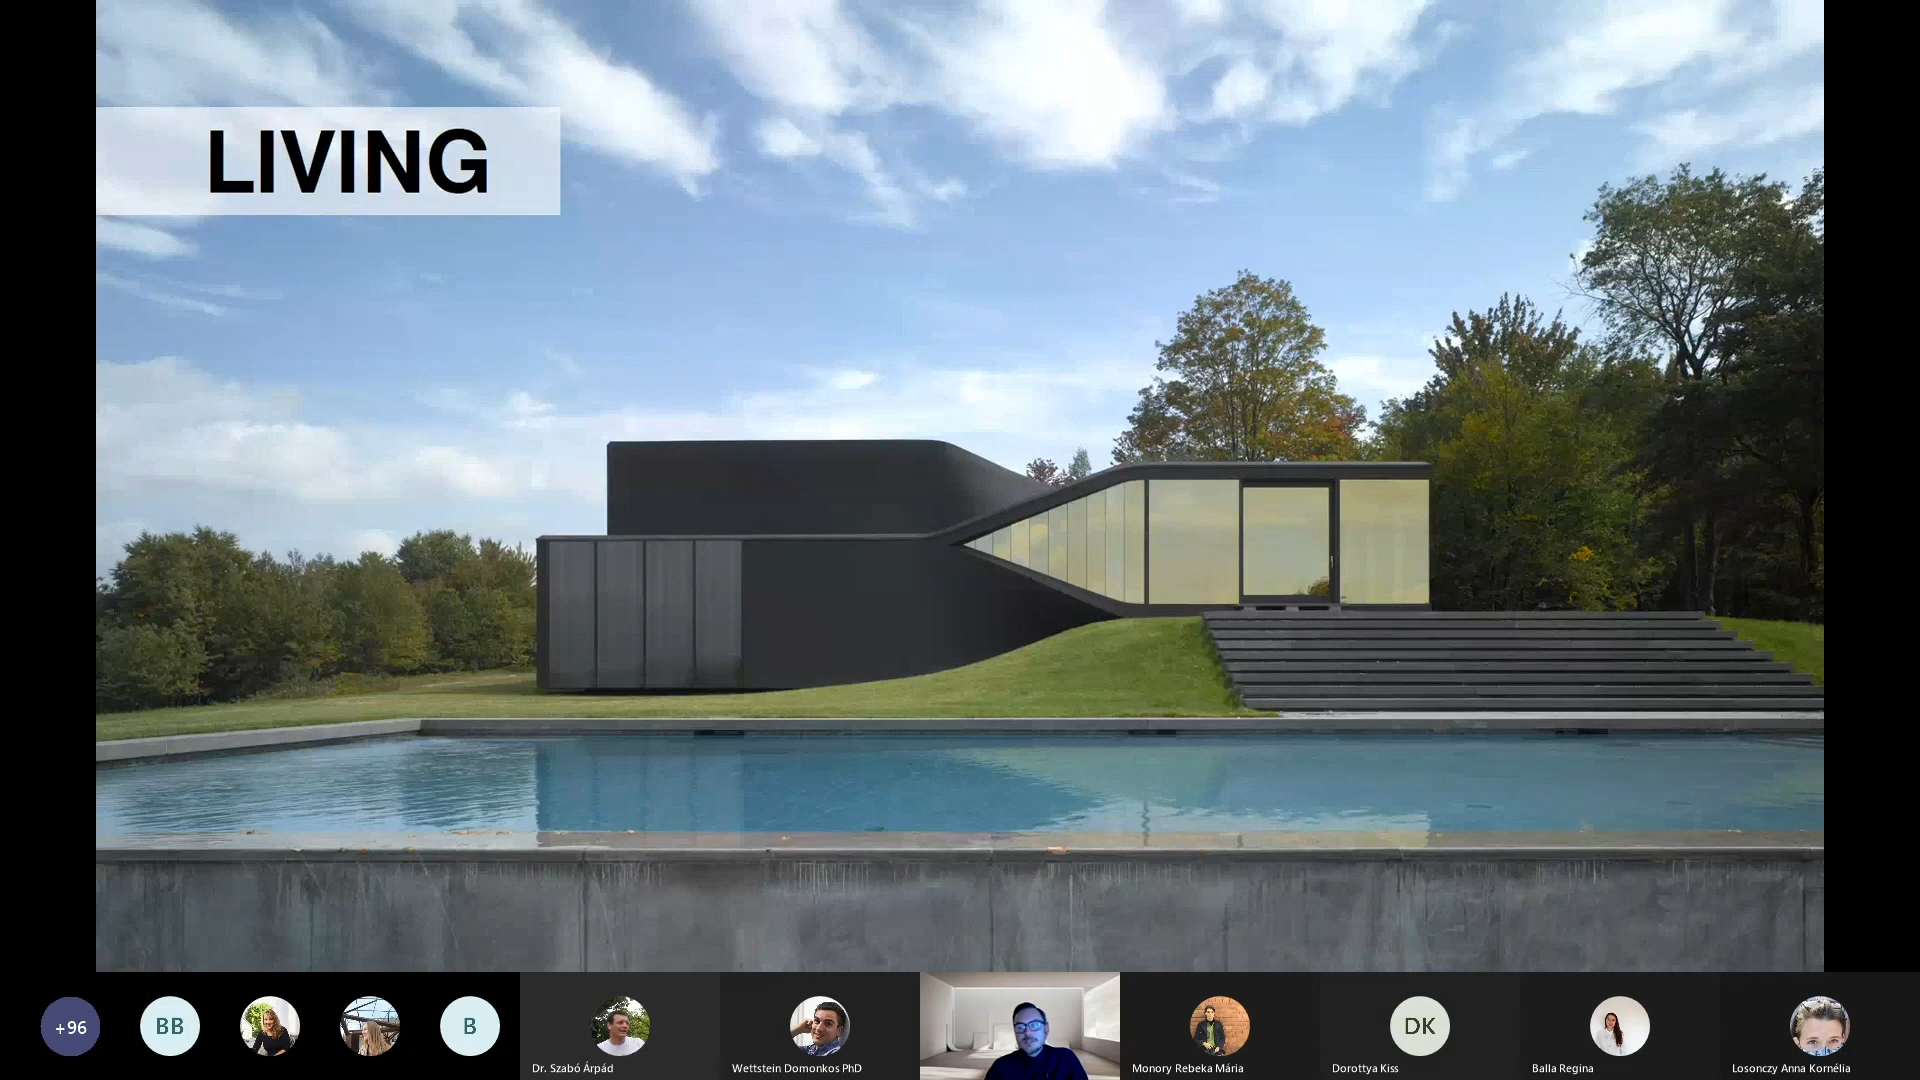 LIVING
+96
BB
B
Dr. Szabó Árpád
Wettstein Domonkos PhD
Monory Rebeka Mária
DK
Dorottya Kiss
Balla Regina
Losonczy Anna Kornélia